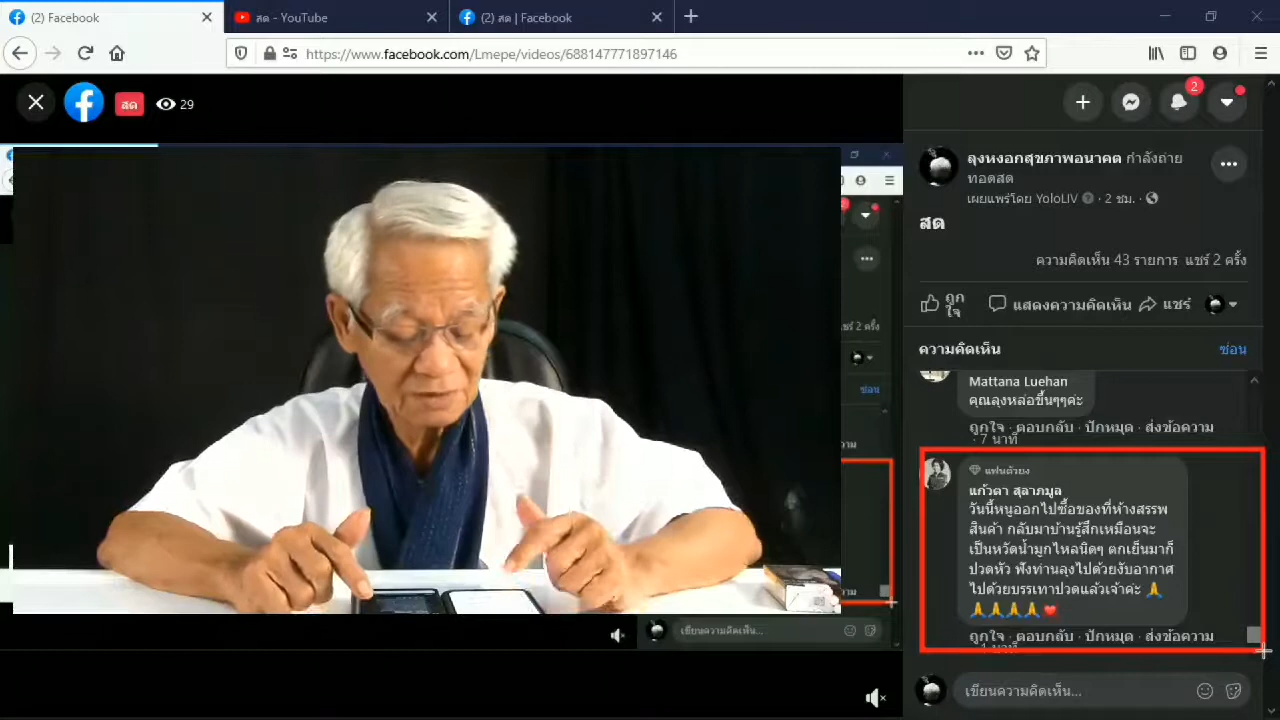 (2) Facebook
สด - YouTube
(2) สด | Facebook
https://www.facebook.com/Lmepe/videos/688147771897146
สด
29
2
ลุงหงอกสุขภาพอนาคต กำลังถ่าย
ทอดสด
เผยแพร่โดย YoloLIV · 2 ชม. ·
สด
ความคิดเห็น 43 รายการ แชร์ 2 ครั้ง
ถูก
ใจ
แสดงความคิดเห็น
แชร์
ความคิดเห็น
ซ่อน
Mattana Luehan
คุณลุงหล่อขึ้นๆๆค่ะ
ถูกใจ · ตอบกลับ · ปักหมุด · ส่งข้อความ
· 7 นาที
แฟนตัวยง
แก้วตา สุลาภมูล
วันนี้หนูออกไปซื้อของที่ห้างสรรพ
สินค้า กลับมาบ้านรู้สึกเหมือนจะ
เป็นหวัดน้ำมูกไหลนิดๆ ตกเย็นมาก็
ปวดหัว ฟังท่านลุงไปด้วยงับอากาศ
ไปด้วยบรรเทาปวดแล้วเจ้าค่ะ 🙏
🙏🙏🙏🙏❤️
ถูกใจ · ตอบกลับ · ปักหมุด · ส่งข้อความ
เขียนความคิดเห็น...
ซ่อน
เขียนความคิดเห็น...